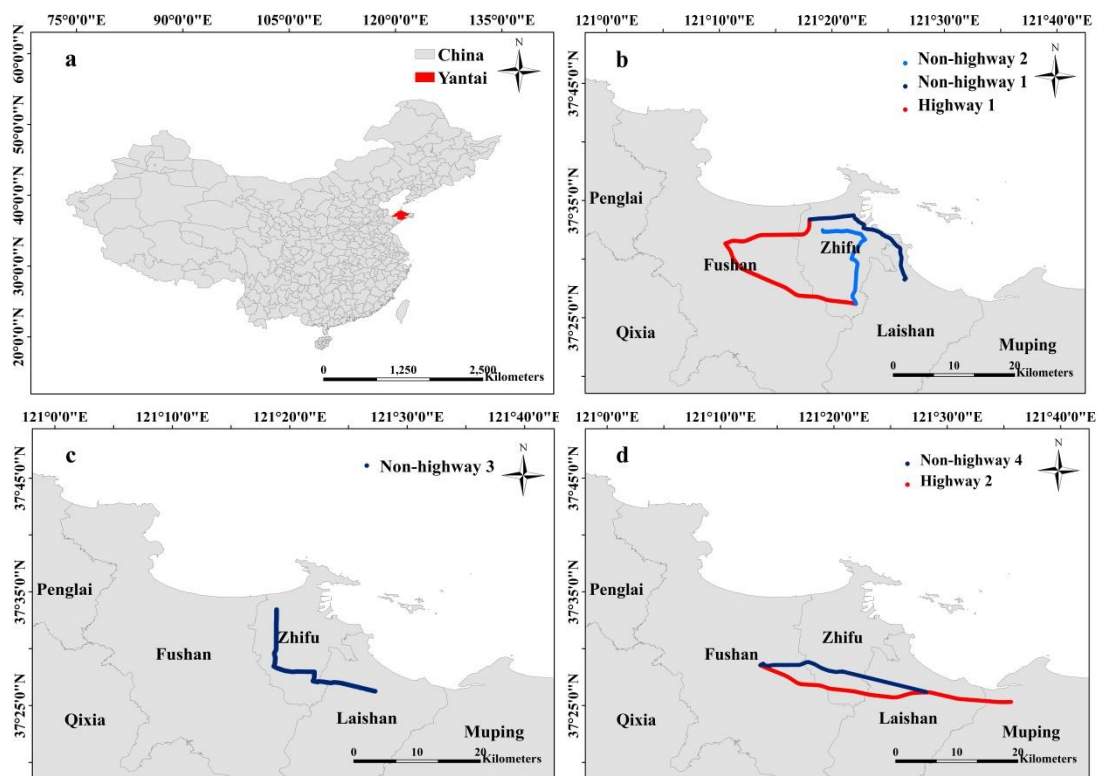 75°0'0"E 90°0'0"E 105°0'0"E 120°0'0"E 135°0'0"E
a
N
China
Yantai
60°0'0"N
50°0'0"N
40°0'0"N
30°0'0"N
20°0'0"N
0 1,250 2,500
Kilometers
121°0'0"E 121°10'0"E 121°20'0"E 121°30'0"E 121°40'0"E
b
N
Non-highway 2
Non-highway 1
Highway 1
37°45'0"N
37°35'0"N
37°25'0"N
Penglai
Zhifu
Fushan
Qixia
Laishan
Muping
0 10 20
Kilometers
121°0'0"E 121°10'0"E 121°20'0"E 121°30'0"E 121°40'0"E
c
N
Non-highway 3
37°45'0"N
37°35'0"N
37°25'0"N
Penglai
Zhifu
Fushan
Qixia
Laishan
Muping
0 10 20
Kilometers
121°0'0"E 121°10'0"E 121°20'0"E 121°30'0"E 121°40'0"E
d
N
Non-highway 4
Highway 2
37°45'0"N
37°35'0"N
37°25'0"N
Penglai
Zhifu
Fushan
Qixia
Laishan
Muping
0 10 20
Kilometers